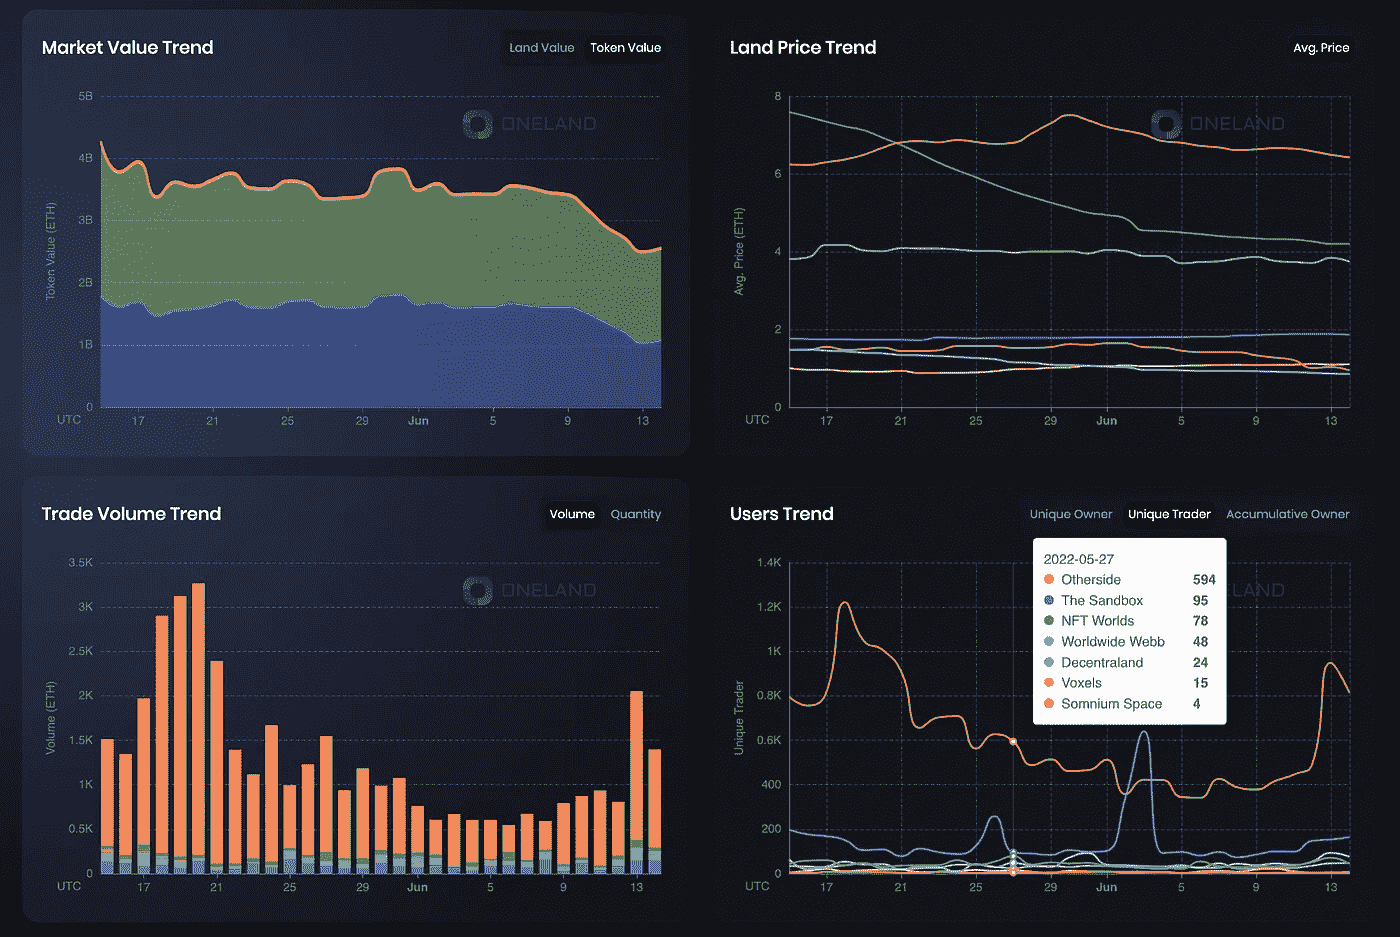 Market Value Trend
Land Value Token Value
5B
4B
3B
2B
1B
0
Token Value (ETH)
ONELAND
UTC 17 21 25 29 Jun 5 9 13
Land Price Trend
Avg. Price
8
6
4
2
0
Avg. Price (ETH)
ONELAND
UTC 17 21 25 29 Jun 5 9 13
Trade Volume Trend
Volume Quantity
3.5K
3K
2.5K
2K
1.5K
1K
0.5K
0
Volume (ETH)
ONELAND
UTC 17 21 25 29 Jun 5 9 13
Users Trend
Unique Owner Unique Trader Accumulative Owner
1.4K
1.2K
1K
0.8K
0.6K
400
200
0
Unique Trader
2022-05-27
Otherside 594
The Sandbox 95
NFT Worlds 78
Worldwide Webb 48
Decentraland 24
Voxels 15
Somnium Space 4
LAND
UTC 17 21 25 29 Jun 5 9 13